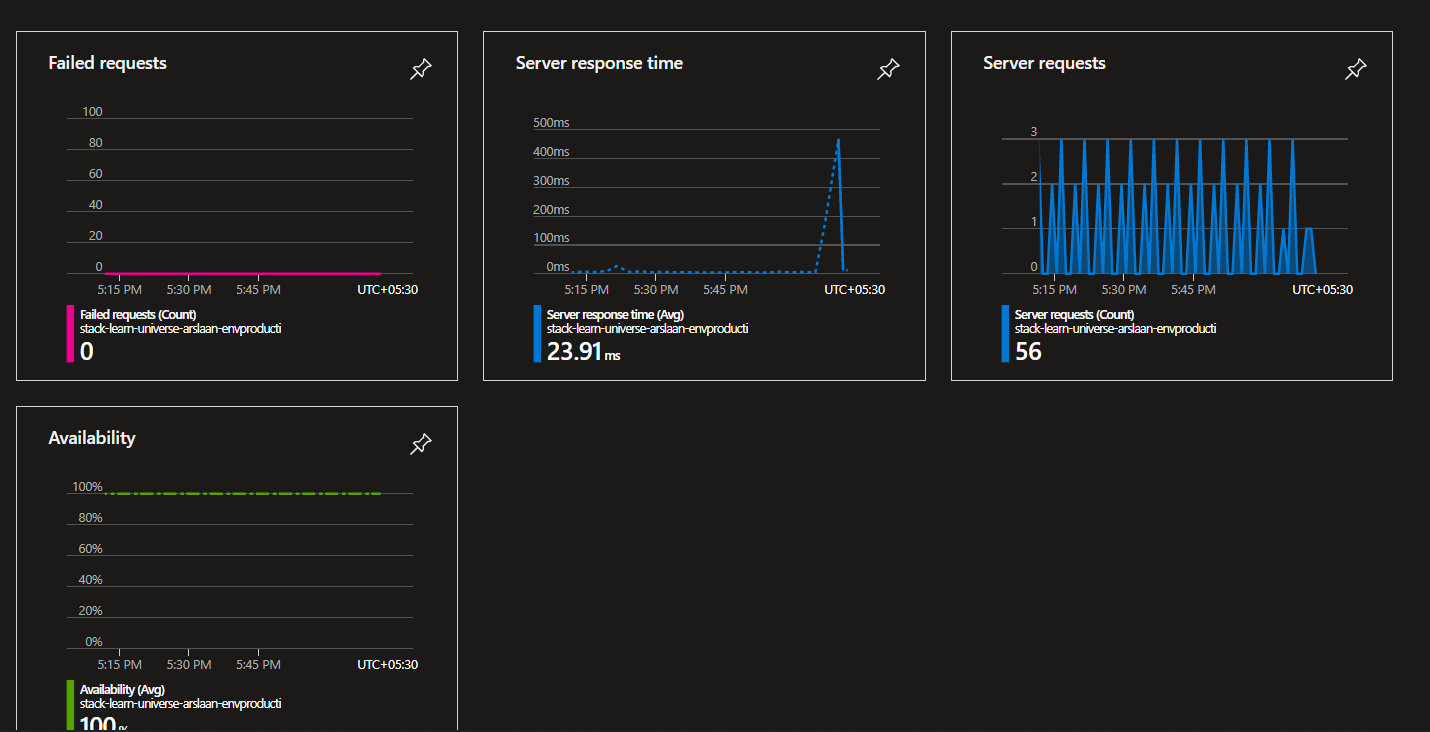 Failed requests
100
80
60
40
20
0
5:15 PM 5:30 PM 5:45 PM UTC+05:30
Failed requests (Count)
stack-learn-universe-arslaan-envproducti
0
Server response time
500ms
400ms
300ms
200ms
100ms
0ms
5:15 PM 5:30 PM 5:45 PM UTC+05:30
Server response time (Avg)
stack-learn-universe-arslaan-envproducti
23.91 ms
Server requests
3
2
1
0
5:15 PM 5:30 PM 5:45 PM UTC+05:30
Server requests (Count)
stack-learn-universe-arslaan-envproducti
56
Availability
100%
80%
60%
40%
20%
0%
5:15 PM 5:30 PM 5:45 PM UTC+05:30
Availability (Avg)
stack-learn-universe-arslaan-envproducti
100 %